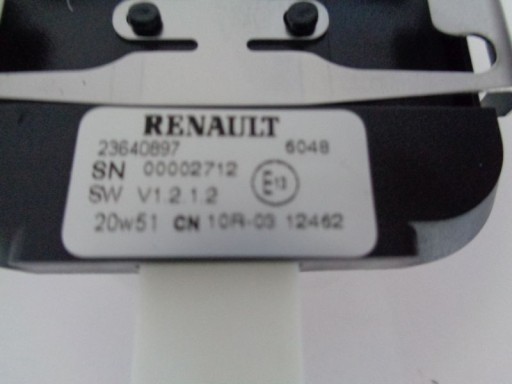 RENAULT
23640897 6048
SN 00002712
E13
SW V1.2.1.2
20w51 CN 10R-03 12462